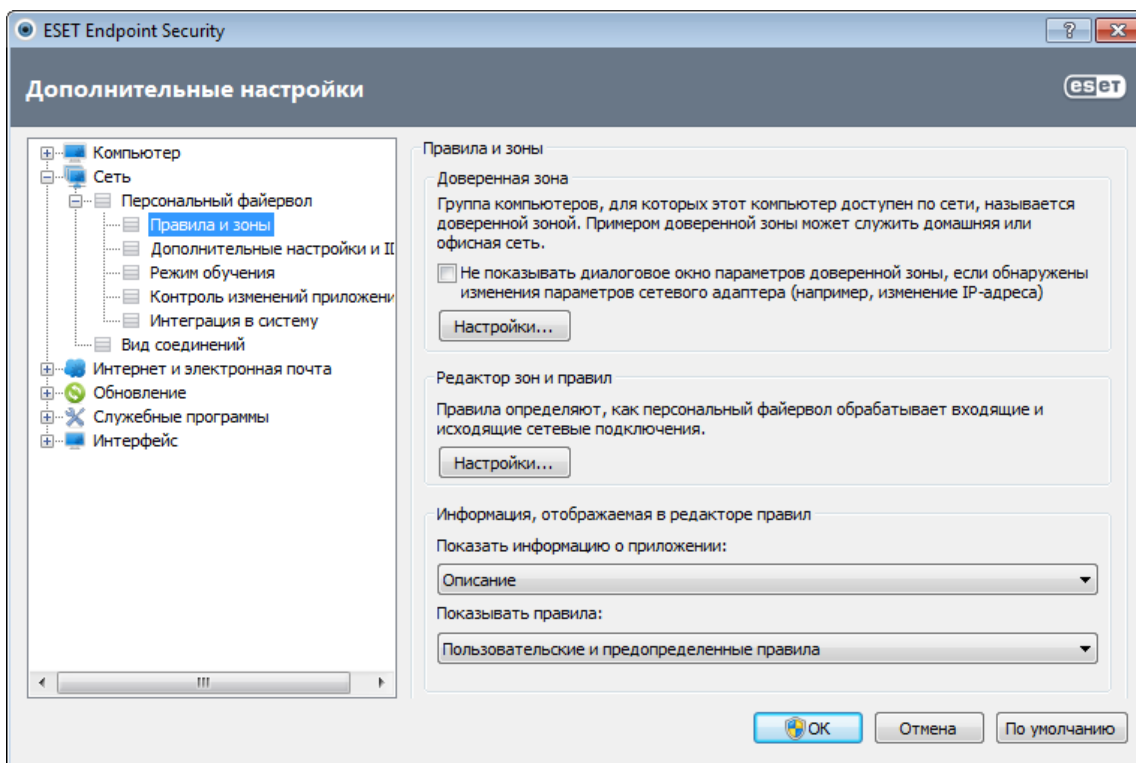 ESET Endpoint Security
Дополнительные настройки
eseT
Компьютер
Сеть
Персональный файервол
Правила и зоны
Дополнительные настройки и II
Режим обучения
Контроль изменений приложени
Интеграция в систему
Вид соединений
Интернет и электронная почта
Обновление
Служебные программы
Интерфейс
Правила и зоны
Доверенная зона
Группа компьютеров, для которых этот компьютер доступен по сети, называется
доверенной зоной. Примером доверенной зоны может служить домашняя или
офисная сеть.
Не показывать диалоговое окно параметров доверенной зоны, если обнаружены
изменения параметров сетевого адаптера (например, изменение IP-адреса)
Настройки...
Редактор зон и правил
Правила определяют, как персональный файервол обрабатывает входящие и
исходящие сетевые подключения.
Настройки...
Информация, отображаемая в редакторе правил
Показать информацию о приложении:
Описание
Показывать правила:
Пользовательские и предопределенные правила
OK
Отмена
По умолчанию